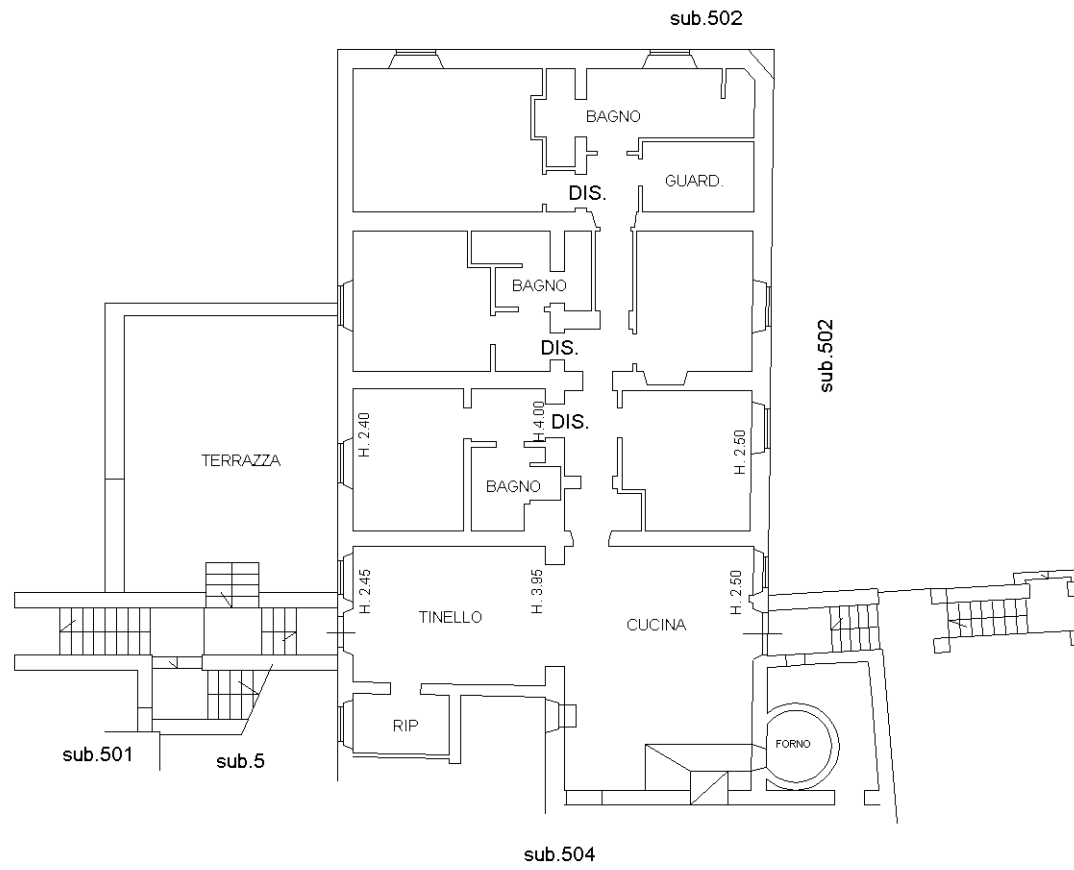 sub.502
BAGNO
GUARD.
DIS.
BAGNO
sub.502
DIS.
H. 2.40
H.4.00
DIS.
H. 2.50
TERRAZZA
BAGNO
H. 2.45
H. 3.95
H. 2.50
TINELLO
CUCINA
RIP
FORNO
sub.501
sub.5
sub.504